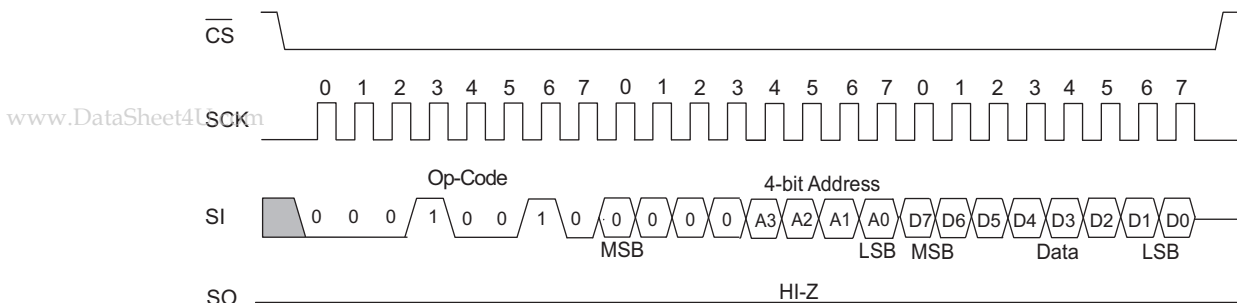 CS
0 1 2 3 4 5 6 7 0 1 2 3 4 5 6 7 0 1 2 3 4 5 6 7
www.DataSheet4U.com
SCK
Op-Code 4-bit Address
SI 0 0 0 1 0 0 1 0 0 0 0 0 A3 A2 A1 A0 D7 D6 D5 D4 D3 D2 D1 D0
MSB LSB MSB Data LSB
SO HI-Z